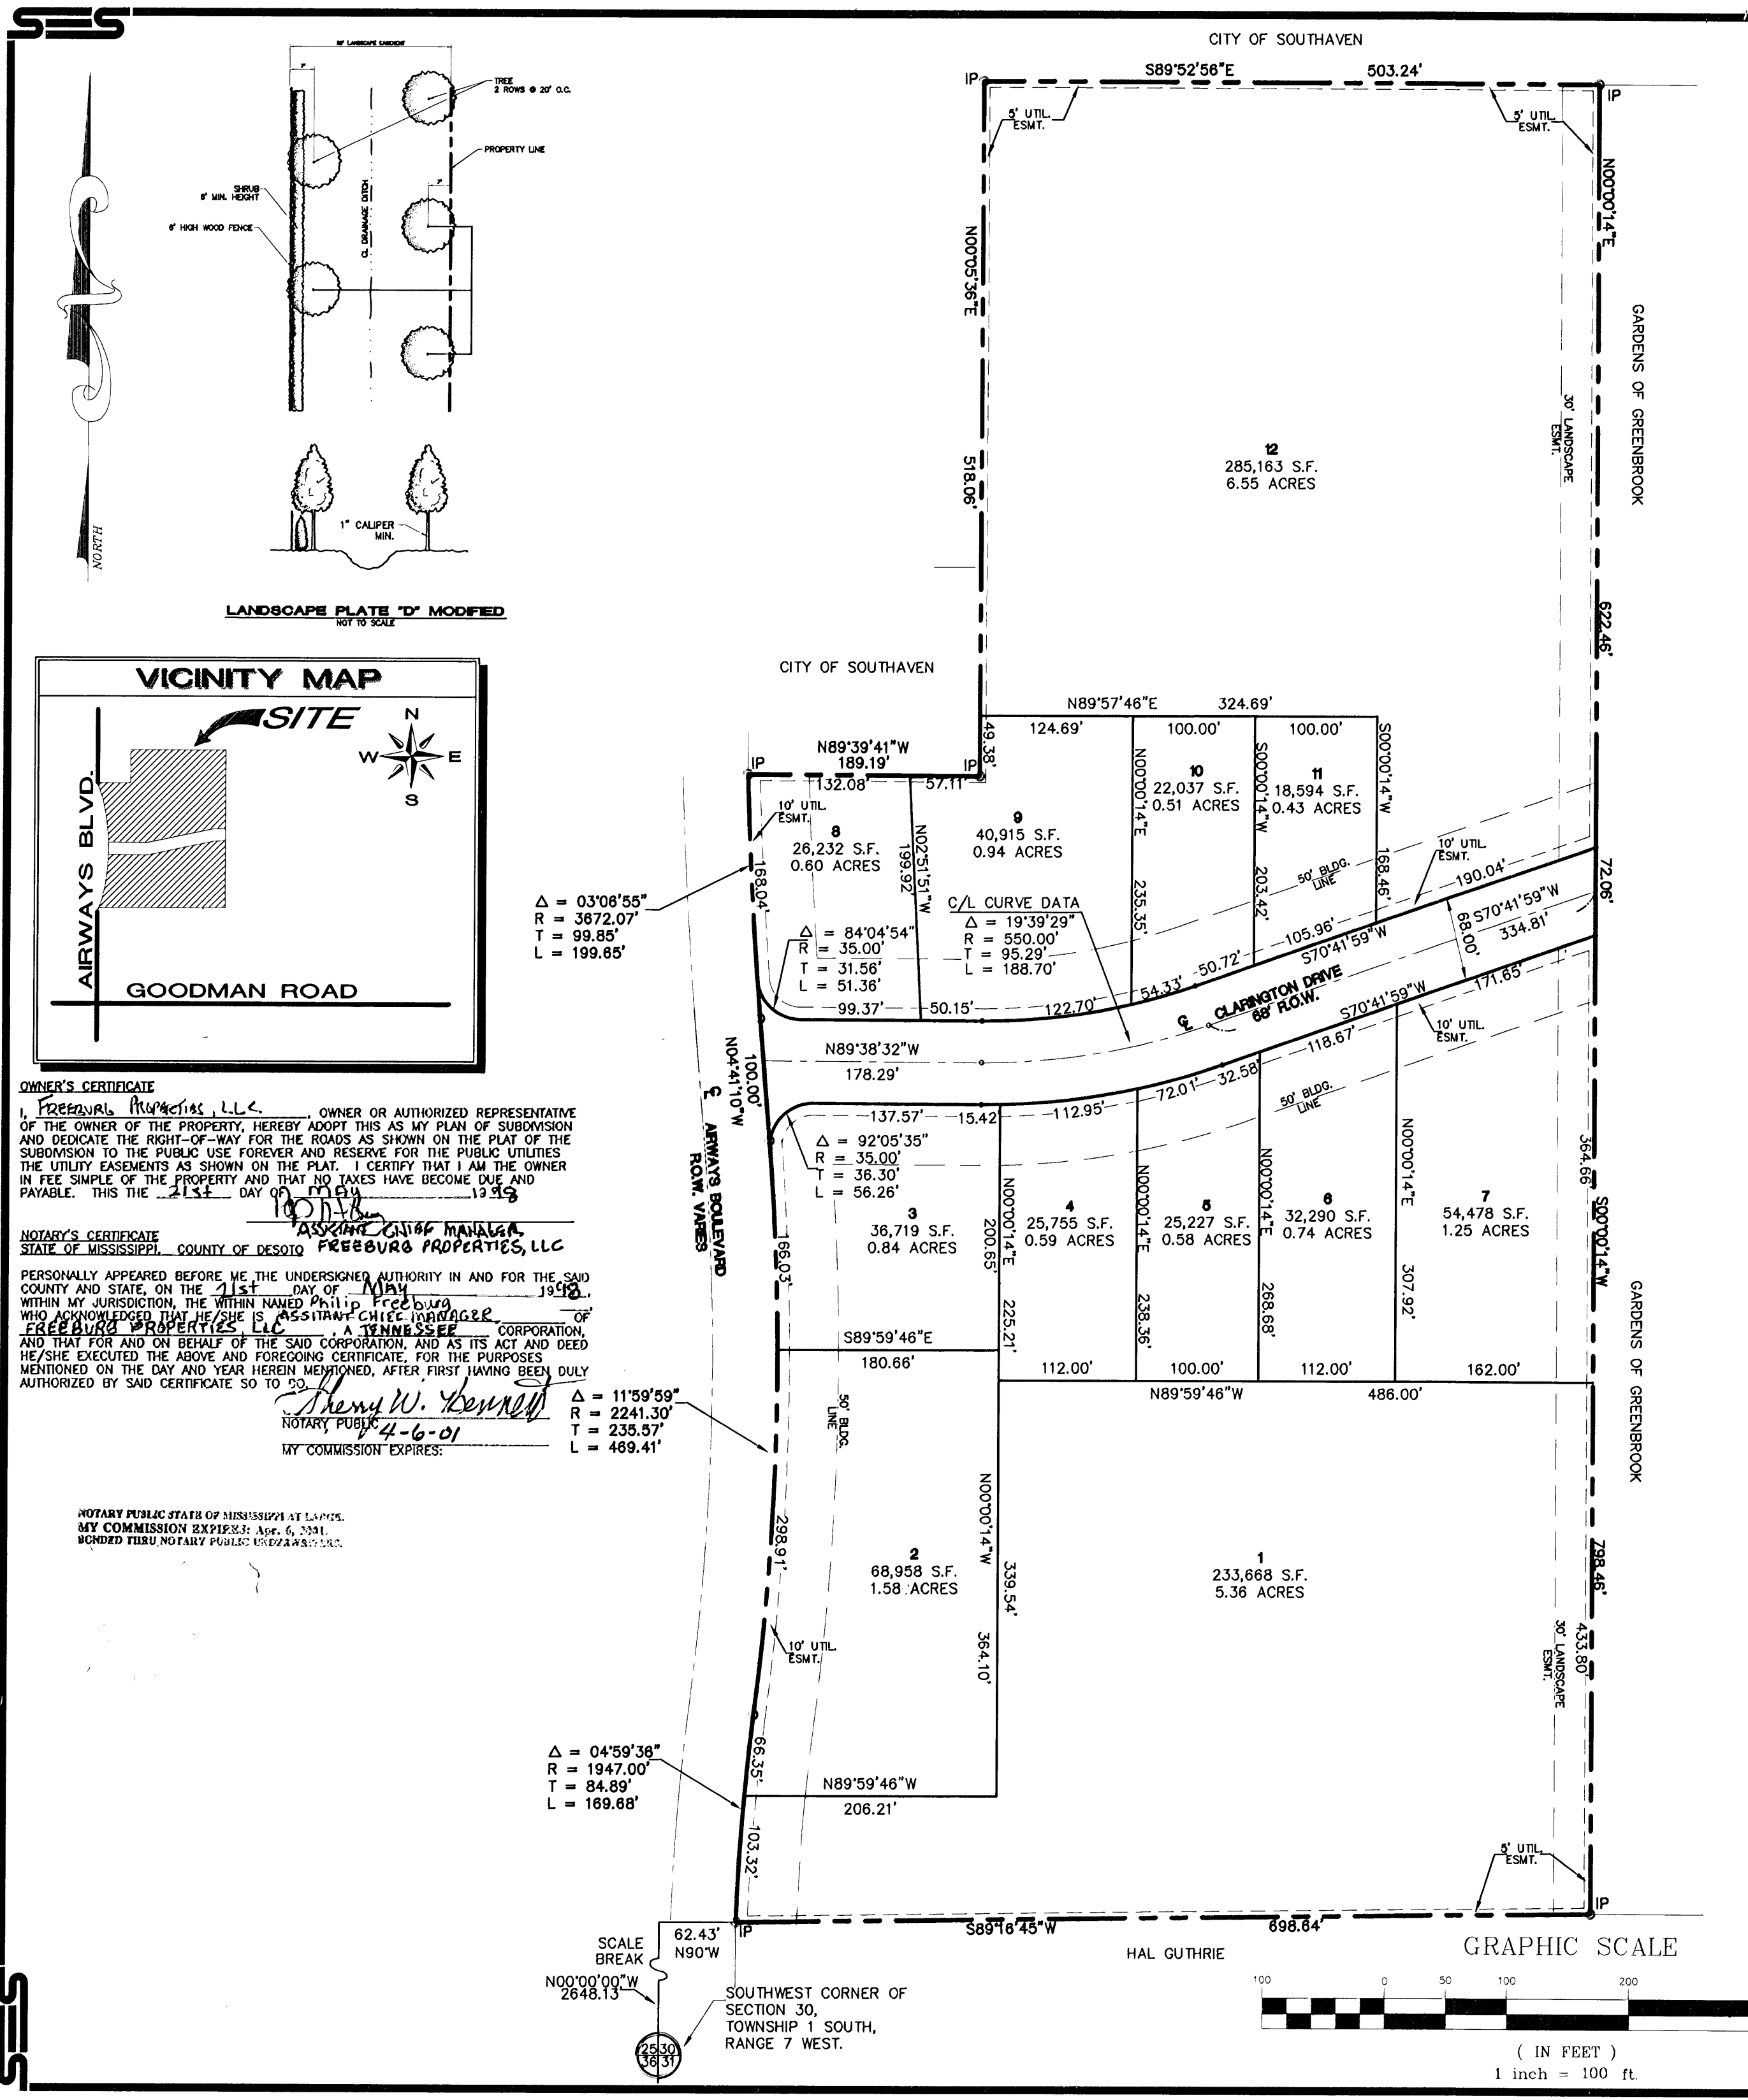 SES
30' LANDSCAPE EASEMENT
7'
TREE
2 ROWS @ 20' O.C.
PROPERTY LINE
SHRUB
6' MIN. HEIGHT
7'
6' HIGH WOOD FENCE
CL DRAINAGE DITCH
1" CALIPER
MIN.
NORTH
LANDSCAPE PLATE "D" MODIFIED
NOT TO SCALE
VICINITY MAP
SITE
N
W
E
S
AIRWAYS BLVD.
GOODMAN ROAD
OWNER'S CERTIFICATE
I, FREEBURG PROPERTIES, L.L.C. , OWNER OR AUTHORIZED REPRESENTATIVE
OF THE OWNER OF THE PROPERTY, HEREBY ADOPT THIS AS MY PLAN OF SUBDIVISION
AND DEDICATE THE RIGHT-OF-WAY FOR THE ROADS AS SHOWN ON THE PLAT OF THE
SUBDIVISION TO THE PUBLIC USE FOREVER AND RESERVE FOR THE PUBLIC UTILITIES
THE UTILITY EASEMENTS AS SHOWN ON THE PLAT. I CERTIFY THAT I AM THE OWNER
IN FEE SIMPLE OF THE PROPERTY AND THAT NO TAXES HAVE BECOME DUE AND
PAYABLE. THIS THE 21st DAY OF MAY 1998
ASSISTANT CHIEF MANAGER
NOTARY'S CERTIFICATE
STATE OF MISSISSIPPI, COUNTY OF DESOTO FREEBURG PROPERTIES, LLC
PERSONALLY APPEARED BEFORE ME THE UNDERSIGNED AUTHORITY IN AND FOR THE SAID
COUNTY AND STATE, ON THE 21st DAY OF MAY 1998,
WITHIN MY JURISDICTION, THE WITHIN NAMED Philip Freeburg,
WHO ACKNOWLEDGED THAT HE/SHE IS ASSITANT CHIEF MANAGER OF
FREEBURG PROPERTIES, LLC , A TENNESSEE CORPORATION,
AND THAT FOR AND ON BEHALF OF THE SAID CORPORATION, AND AS ITS ACT AND DEED
HE/SHE EXECUTED THE ABOVE AND FOREGOING CERTIFICATE, FOR THE PURPOSES
MENTIONED ON THE DAY AND YEAR HEREIN MENTIONED, AFTER FIRST HAVING BEEN DULY
AUTHORIZED BY SAID CERTIFICATE SO TO DO.
Sherry W. Bennett
NOTARY PUBLIC
4-6-01
MY COMMISSION EXPIRES:
NOTARY PUBLIC STATE OF MISSISSIPPI AT LARGE.
MY COMMISSION EXPIRES: Apr. 6, 2001.
BONDED THRU NOTARY PUBLIC UNDERWRITERS.
CITY OF SOUTHAVEN
S89°52'56"E 503.24'
IP
IP
5' UTIL.
ESMT.
5' UTIL.
ESMT.
N00°00'14"E
N00°05'36"E
GARDENS OF GREENBROOK
30' LANDSCAPE
ESMT.
518.06'
12
285,163 S.F.
6.55 ACRES
622.46'
CITY OF SOUTHAVEN
N89°57'46"E 324.69'
49.38'
124.69'
100.00'
100.00'
N89°39'41"W
189.19'
IP
IP
132.08'
57.11'
10' UTIL.
ESMT.
8
26,232 S.F.
0.60 ACRES
168.04'
199.92'
N02°51'51"W
9
40,915 S.F.
0.94 ACRES
N00°00'14"E
235.35'
10
22,037 S.F.
0.51 ACRES
S00°00'14"W
203.42'
11
18,594 S.F.
0.43 ACRES
S00°00'14"W
168.46'
50' BLDG.
LINE
10' UTIL.
ESMT.
190.04'
72.06'
Δ = 03°06'55"
R = 3672.07'
T = 99.85'
L = 199.65'
Δ = 84°04'54"
R = 35.00'
T = 31.56'
L = 51.36'
C/L CURVE DATA
Δ = 19°39'29"
R = 550.00'
T = 95.29'
L = 188.70'
99.37'
50.15'
122.70'
54.33'
50.72'
105.96'
S70°41'59"W
68.00'
S70°41'59"W
334.81'
CLARINGTON DRIVE
68' R.O.W.
N89°38'32"W
178.29'
100.00'
N04°41'10"W
AIRWAYS BOULEVARD
R.O.W. VARIES
137.57'
15.42
112.95'
72.01'
32.58'
118.67'
S70°41'59"W
171.65'
10' UTIL.
ESMT.
50' BLDG.
LINE
Δ = 92°05'35"
R = 35.00'
T = 36.30'
L = 56.26'
3
36,719 S.F.
0.84 ACRES
166.03'
200.65'
N00°00'14"E
225.21'
4
25,755 S.F.
0.59 ACRES
N00°00'14"E
238.36'
5
25,227 S.F.
0.58 ACRES
N00°00'14"E
268.68'
6
32,290 S.F.
0.74 ACRES
N00°00'14"E
307.92'
7
54,478 S.F.
1.25 ACRES
364.66'
S00°00'14"W
GARDENS OF GREENBROOK
S89°59'46"E
180.66'
112.00'
100.00'
112.00'
162.00'
N89°59'46"W 486.00'
Δ = 11°59'59"
R = 2241.30'
T = 235.57'
L = 469.41'
50' BLDG.
LINE
298.91'
2
68,958 S.F.
1.58 ACRES
N00°00'14"W
339.54'
364.10'
1
233,668 S.F.
5.36 ACRES
798.46'
433.80'
30' LANDSCAPE
ESMT.
10' UTIL.
ESMT.
Δ = 04°59'36"
R = 1947.00'
T = 84.89'
L = 169.68'
66.35'
N89°59'46"W
206.21'
103.32'
5' UTIL.
ESMT.
IP
IP
S89°16'45"W 698.64'
HAL GUTHRIE
62.43'
N90°W
SCALE
BREAK
N00°00'00"W
2648.13'
SOUTHWEST CORNER OF
SECTION 30,
TOWNSHIP 1 SOUTH,
RANGE 7 WEST.
25 30
36 31
GRAPHIC SCALE
100 0 50 100 200
( IN FEET )
1 inch = 100 ft.
SES